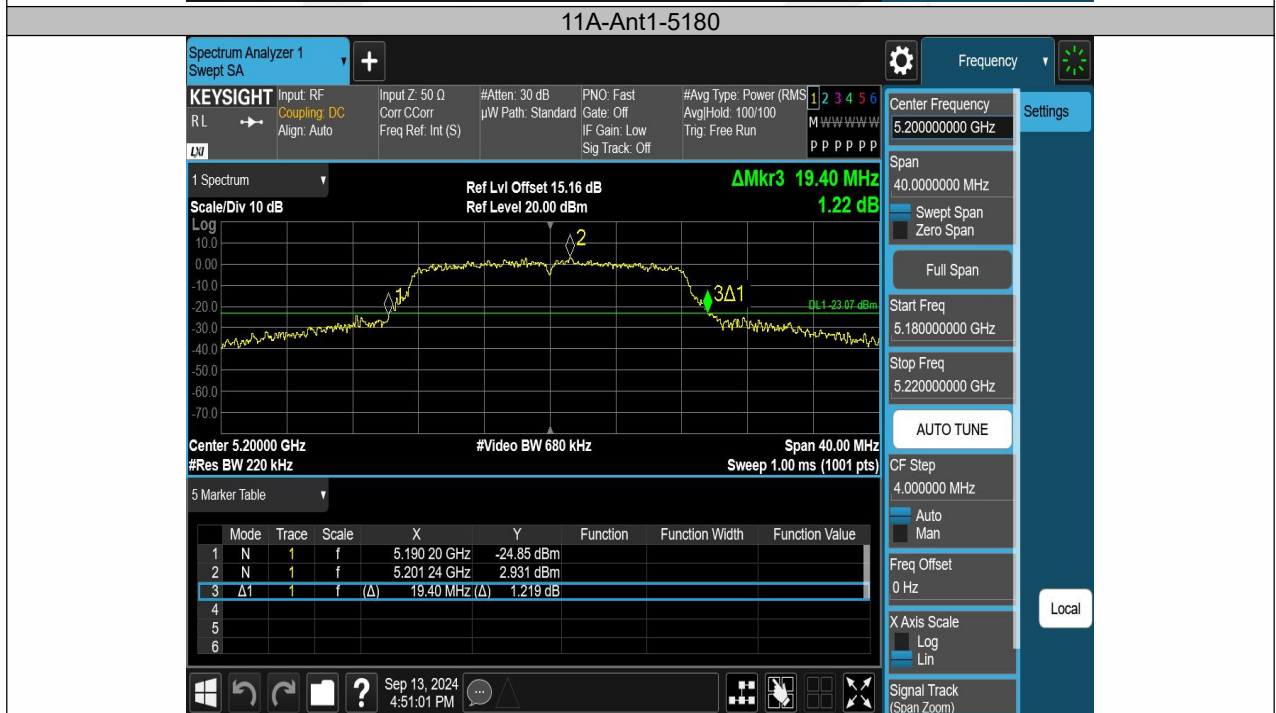 11A-Ant1-5180
Spectrum Analyzer 1
Swept SA
+
Frequency
KEYSIGHT
RL
LXI
Input: RF
Coupling: DC
Align: Auto
Input Z: 50 Ω
Corr CCorr
Freq Ref: Int (S)
#Atten: 30 dB
µW Path: Standard
PNO: Fast
Gate: Off
IF Gain: Low
Sig Track: Off
#Avg Type: Power (RMS
Avg|Hold: 100/100
Trig: Free Run
1 2 3 4 5 6
M W W W W W
P P P P P P
Center Frequency
5.200000000 GHz
Settings
1 Spectrum
Ref Lvl Offset 15.16 dB
ΔMkr3 19.40 MHz
Scale/Div 10 dB
Ref Level 20.00 dBm
1.22 dB
Span
40.0000000 MHz
Swept Span
Zero Span
Log
10.0
0.00
-10.0
-20.0
-30.0
-40.0
-50.0
-60.0
-70.0
2
1
3Δ1
DL1 -23.07 dBm
Full Span
Start Freq
5.180000000 GHz
Stop Freq
5.220000000 GHz
AUTO TUNE
Center 5.20000 GHz
#Video BW 680 kHz
Span 40.00 MHz
#Res BW 220 kHz
Sweep 1.00 ms (1001 pts)
CF Step
4.000000 MHz
Auto
Man
5 Marker Table
Mode Trace Scale X Y Function Function Width Function Value
1 N 1 f 5.190 20 GHz -24.85 dBm
2 N 1 f 5.201 24 GHz 2.931 dBm
3 Δ1 1 f (Δ) 19.40 MHz (Δ) 1.219 dB
4
5
6
Freq Offset
0 Hz
X Axis Scale
Log
Lin
Local
?
Sep 13, 2024
4:51:01 PM
Signal Track
(Span Zoom)